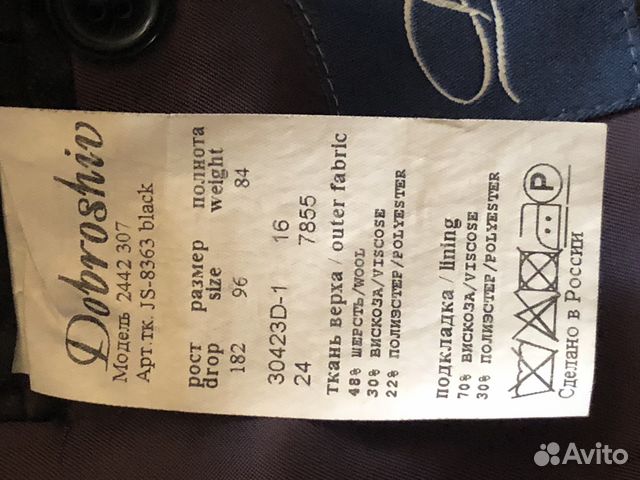 Dobroshiv
Модель 2442 307
Арт.тк. JS-8363 black
рост размер полнота
drop size weight
182 96 84
30423D-1 16
24 7855
ткань верха / outer fabric
48% ШЕРСТЬ/WOOL
30% ВИСКОЗА/VISCOSE
22% ПОЛИЭСТЕР/POLYESTER
подкладка / lining
70% ВИСКОЗА/VISCOSE
30% ПОЛИЭСТЕР/POLYESTER
P
Сделано в России
Avito